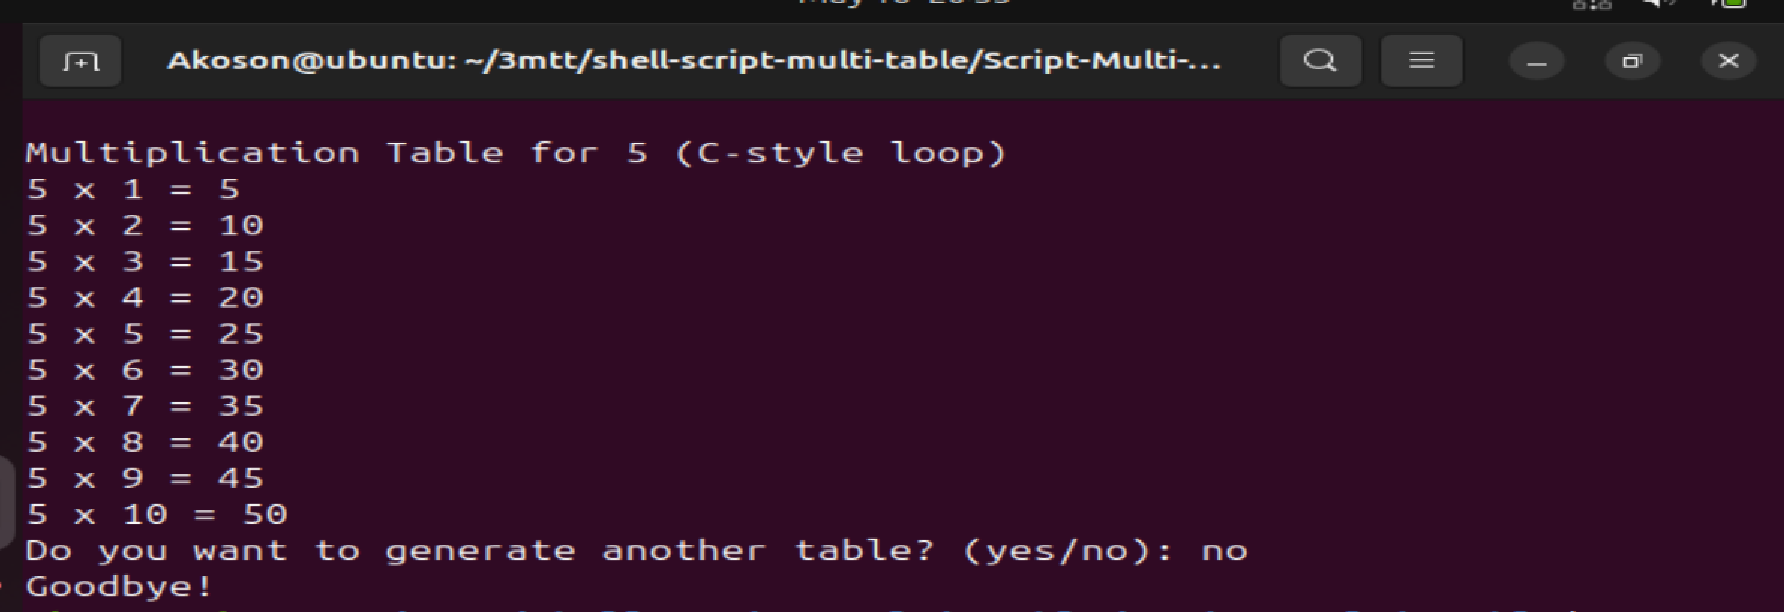 Akoson@ubuntu: ~/3mtt/shell-script-multi-table/Script-Multi-...
Multiplication Table for 5 (C-style loop)
5 x 1 = 5
5 x 2 = 10
5 x 3 = 15
5 x 4 = 20
5 x 5 = 25
5 x 6 = 30
5 x 7 = 35
5 x 8 = 40
5 x 9 = 45
5 x 10 = 50
Do you want to generate another table? (yes/no): no
Goodbye!